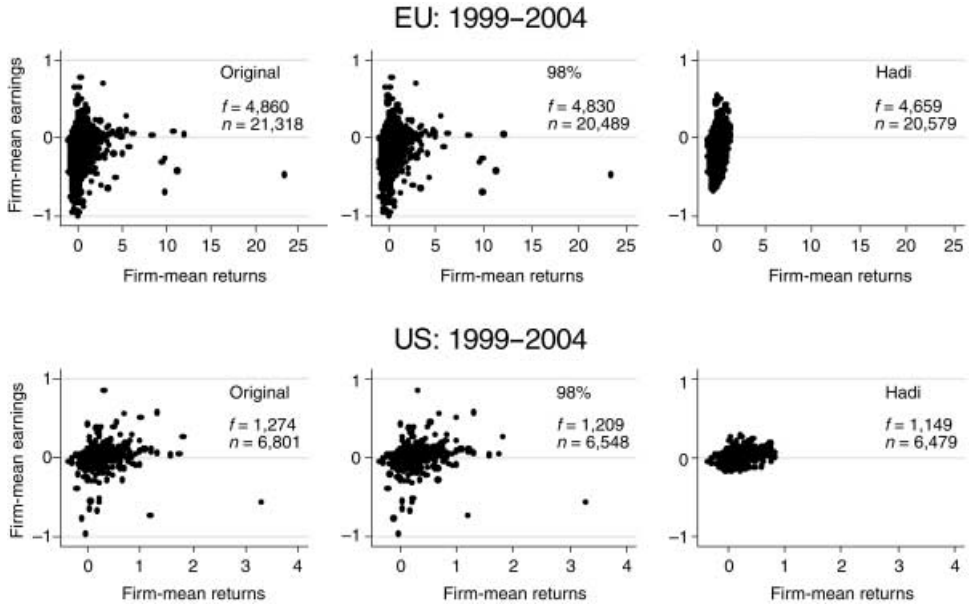 EU: 1999–2004
Firm-mean earnings
1
0
−1
Original
f = 4,860
n = 21,318
0 5 10 15 20 25
Firm-mean returns
1
0
−1
98%
f = 4,830
n = 20,489
0 5 10 15 20 25
Firm-mean returns
1
0
−1
Hadi
f = 4,659
n = 20,579
0 5 10 15 20 25
Firm-mean returns
US: 1999–2004
Firm-mean earnings
1
0
−1
Original
f = 1,274
n = 6,801
0 1 2 3 4
Firm-mean returns
1
0
−1
98%
f = 1,209
n = 6,548
0 1 2 3 4
Firm-mean returns
1
0
−1
Hadi
f = 1,149
n = 6,479
0 1 2 3 4
Firm-mean returns